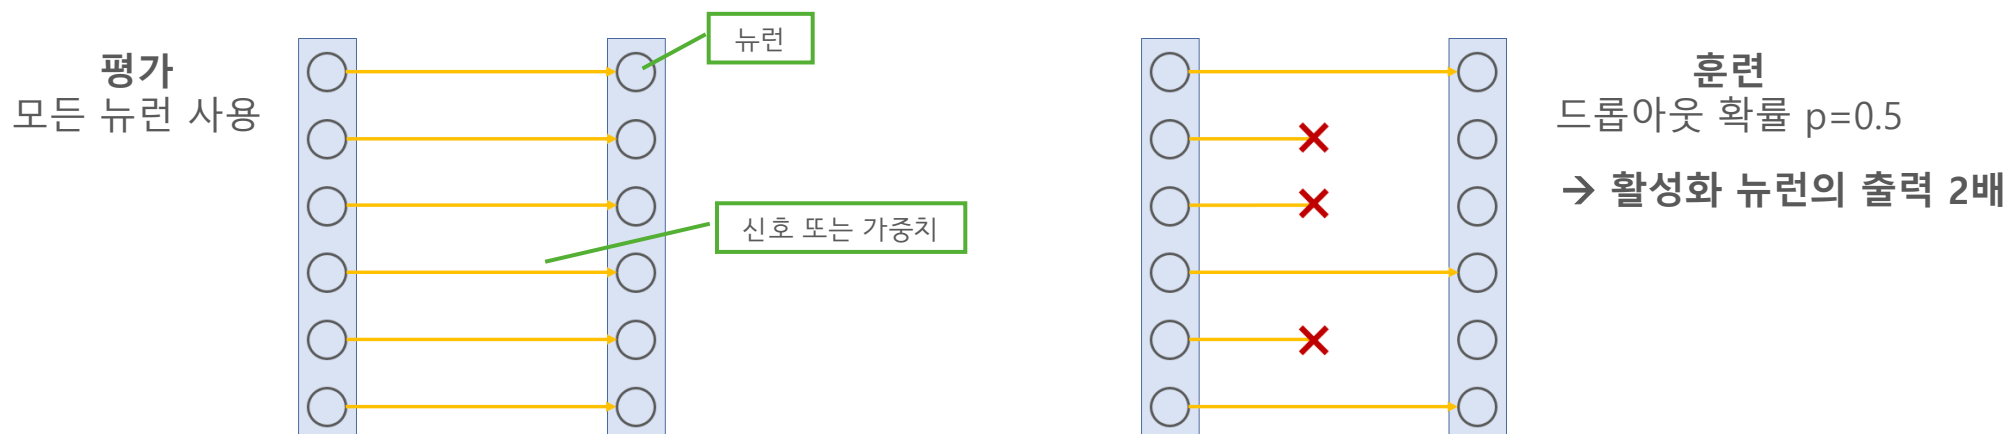 평가
모든 뉴런 사용
뉴런
신호 또는 가중치
훈련
드롭아웃 확률 p=0.5
→ 활성화 뉴런의 출력 2배